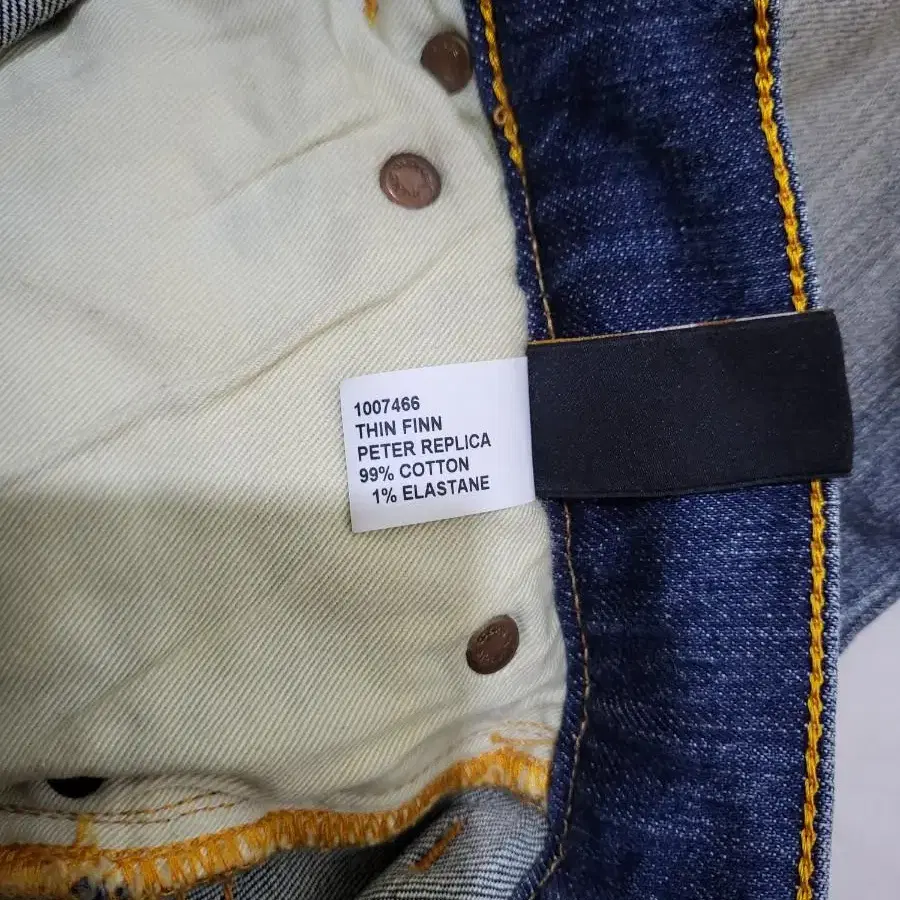 1007466
THIN FINN
PETER REPLICA
99% COTTON
1% ELASTANE